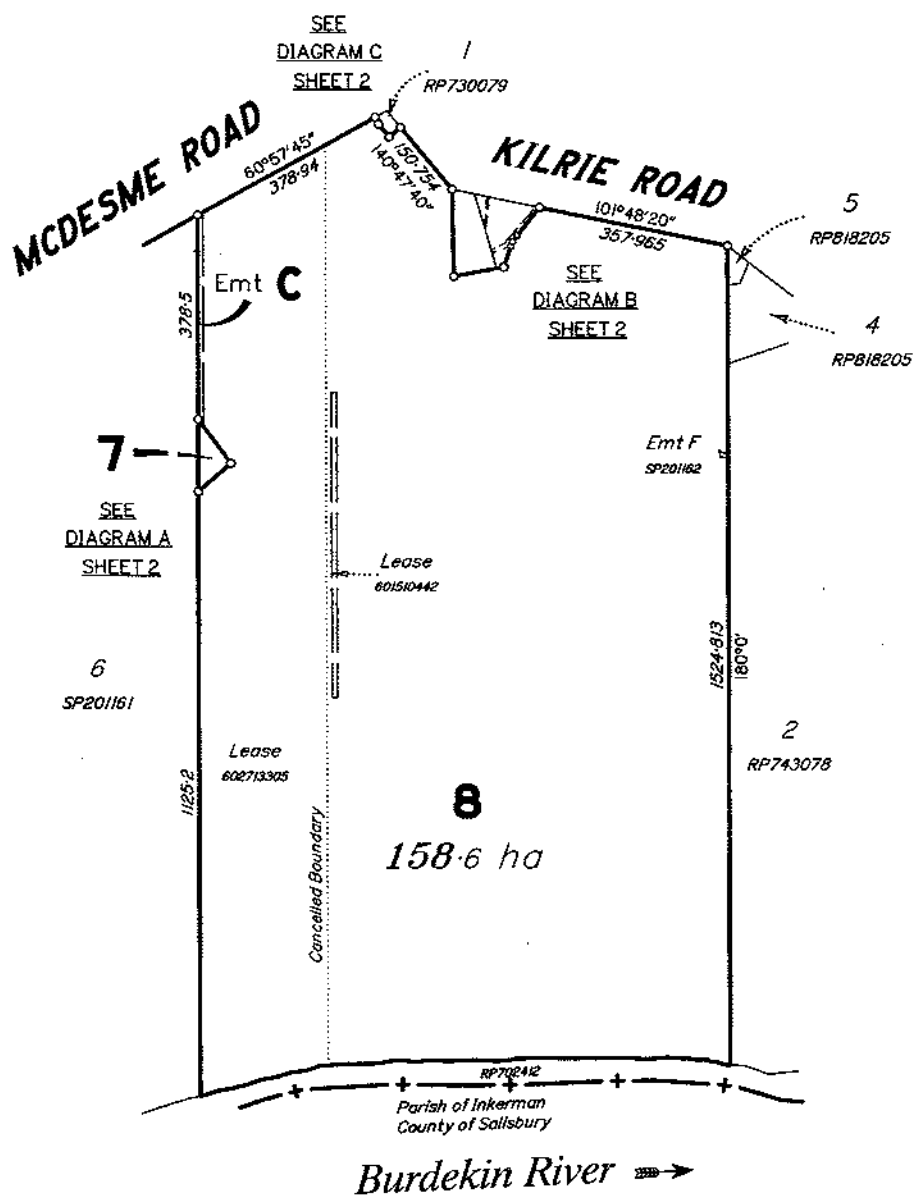 SEE
DIAGRAM C
SHEET 2
1
RP730079
MCDESME ROAD
60°57'45"
378·94
150·754
140°47'40"
KILRIE ROAD
101°48'20"
357·965
5
RP818205
SEE
DIAGRAM B
SHEET 2
4
RP818205
Emt C
378·5
7
Emt F
SP201162
SEE
DIAGRAM A
SHEET 2
Lease
601510442
6
SP201161
1524·813
180°0'
2
RP743078
Lease
602713305
1125·2
8
158·6 ha
Cancelled Boundary
RP702412
Parish of Inkerman
County of Salisbury
Burdekin River